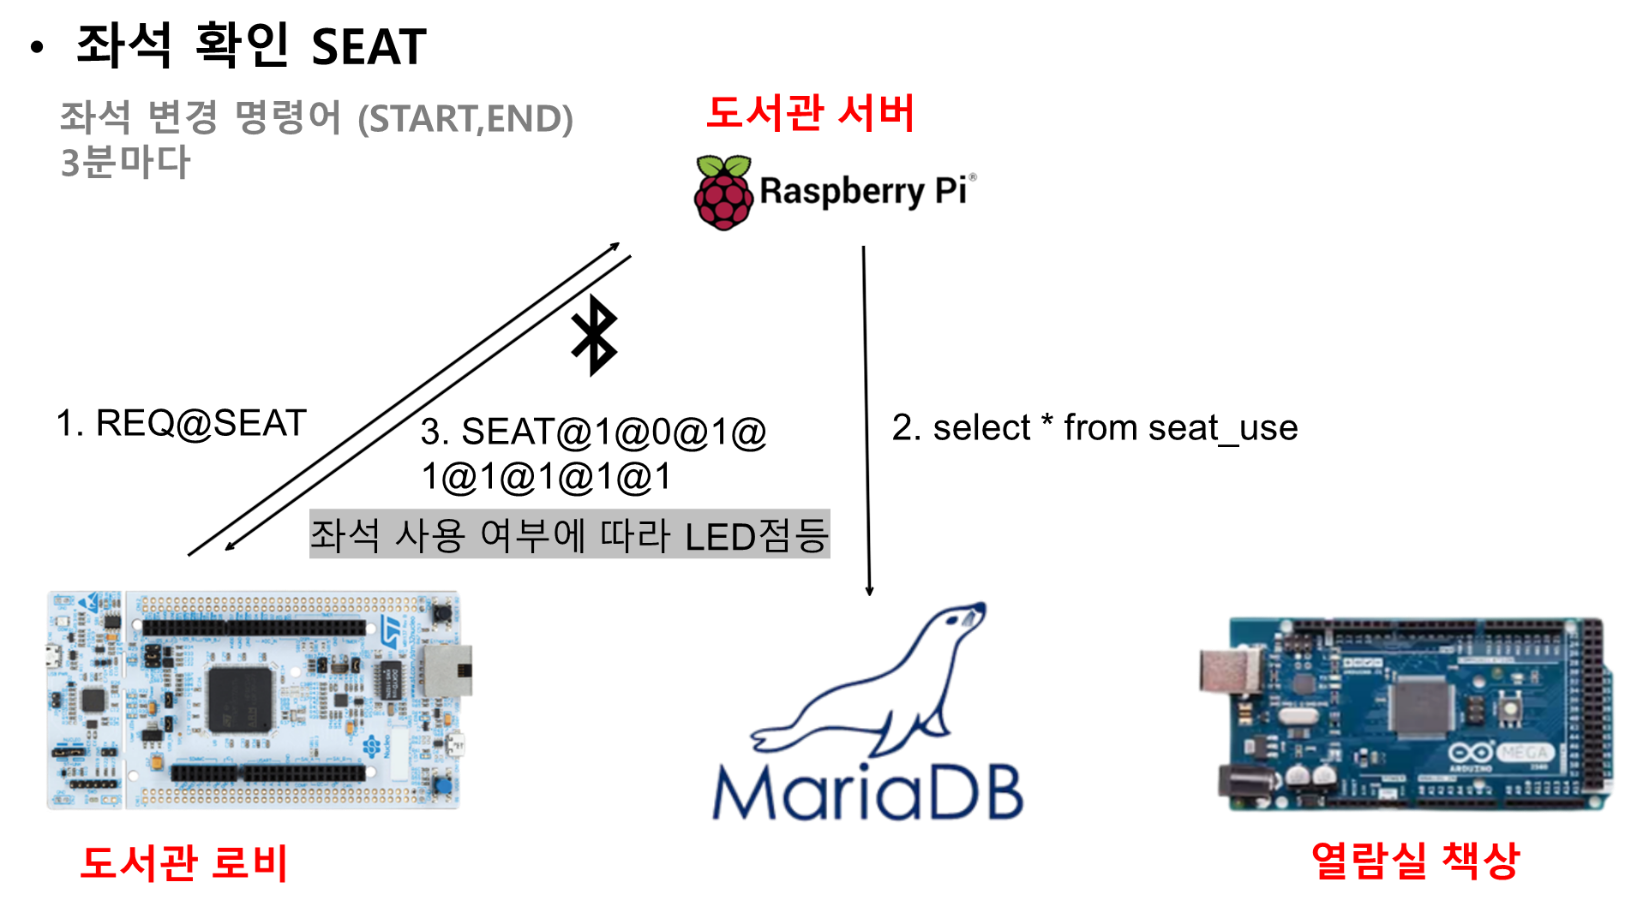 • 좌석 확인 SEAT
좌석 변경 명령어 (START,END)
3분마다
도서관 서버
Raspberry Pi®
1. REQ@SEAT
3. SEAT@1@0@1@
1@1@1@1@1
2. select * from seat_use
좌석 사용 여부에 따라 LED점등
MariaDB
Nucleo
ARDUINO
MEGA
도서관 로비
열람실 책상